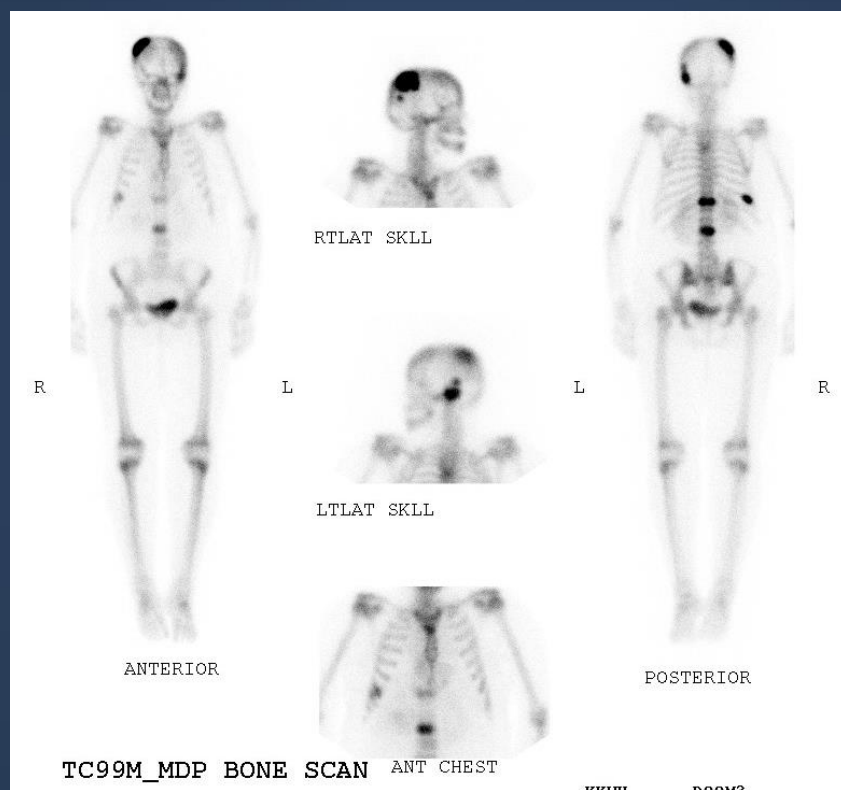 RTLAT SKLL
R
L
L
R
LTLAT SKLL
ANTERIOR
POSTERIOR
TC99M_MDP BONE SCAN
ANT CHEST